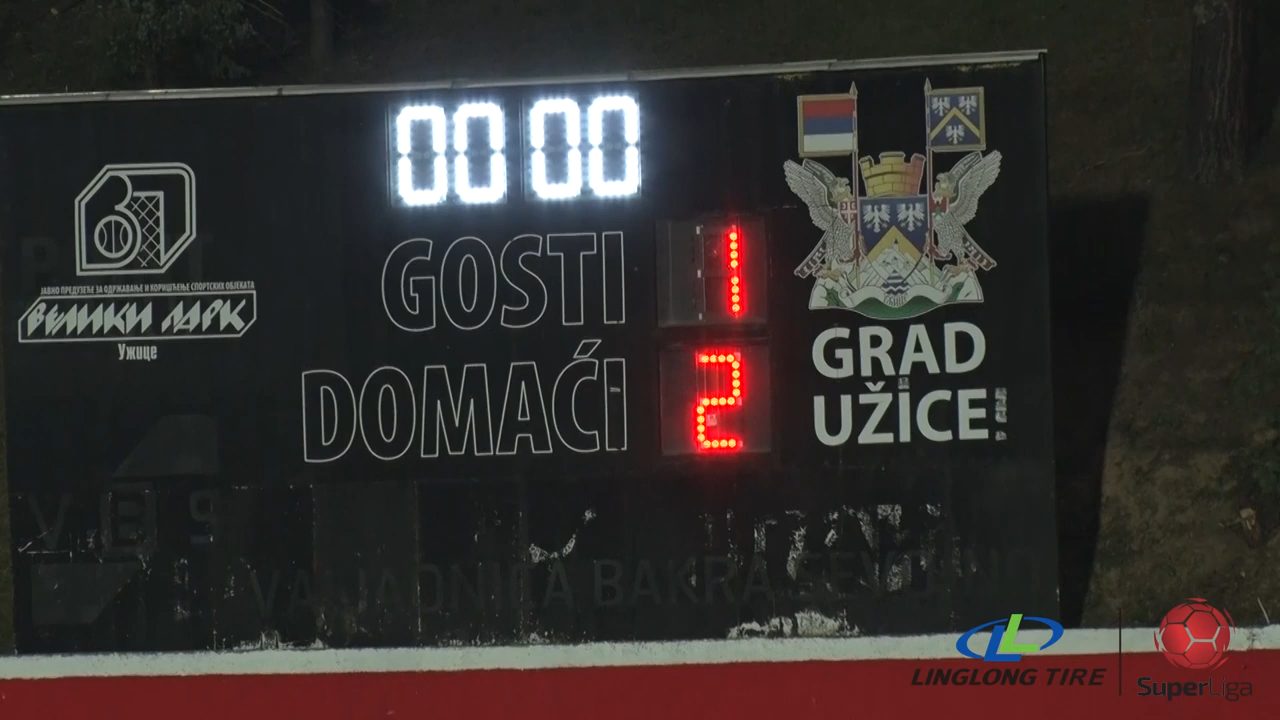 00 00
GOSTI 1
DOMAĆI 2
ЈАВНО ПРЕДУЗЕЋЕ ЗА ОДРЖАВАЊЕ И КОРИШЋЕЊЕ СПОРТСКИХ ОБЈЕКАТА
ВЕЛИКИ ПАРК
Ужице
GRAD
UŽICE
BAKRA SEVOJNO
LINGLONG TIRE
SuperLiga